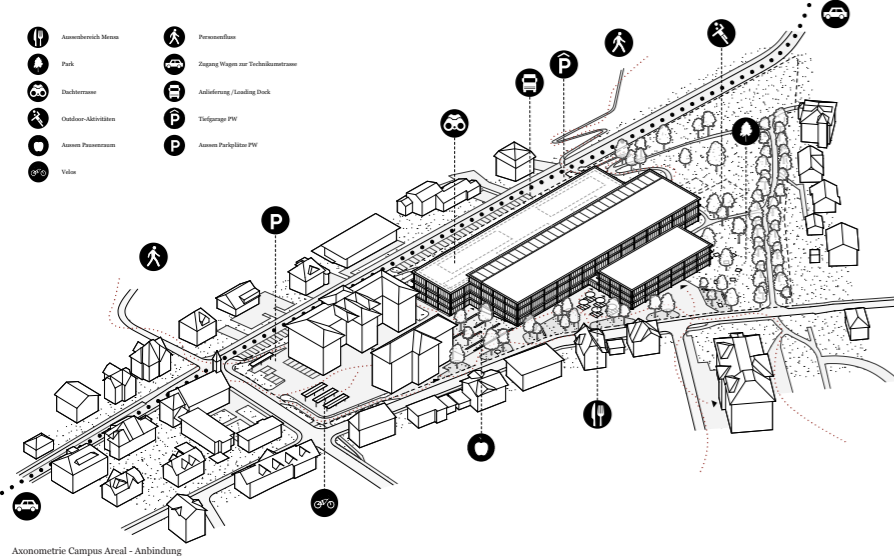 Aussenbereich Mensa
Park
Dachterrasse
Outdoor-Aktivitäten
Aussen Pausenraum
Velos
Personenfluss
Zugang Wagen zur Technikumstrasse
Anlieferung /Loading Dock
P
Tiefgarage PW
P
Aussen Parkplätze PW
P
P
Axonometrie Campus Areal - Anbindung